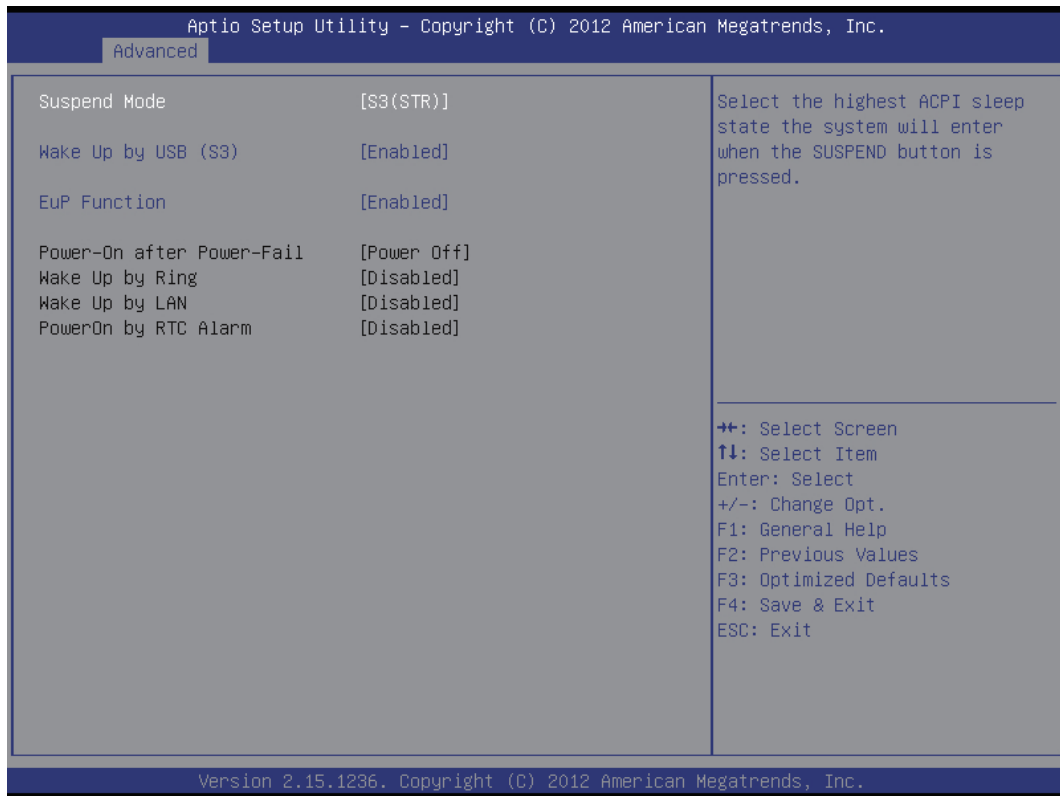 Aptio Setup Utility – Copyright (C) 2012 American Megatrends, Inc.
Advanced
Suspend Mode [S3(STR)]
Wake Up by USB (S3) [Enabled]
EuP Function [Enabled]
Power-On after Power-Fail [Power Off]
Wake Up by Ring [Disabled]
Wake Up by LAN [Disabled]
PowerOn by RTC Alarm [Disabled]
Select the highest ACPI sleep
state the system will enter
when the SUSPEND button is
pressed.
→←: Select Screen
↑↓: Select Item
Enter: Select
+/-: Change Opt.
F1: General Help
F2: Previous Values
F3: Optimized Defaults
F4: Save & Exit
ESC: Exit
Version 2.15.1236. Copyright (C) 2012 American Megatrends, Inc.